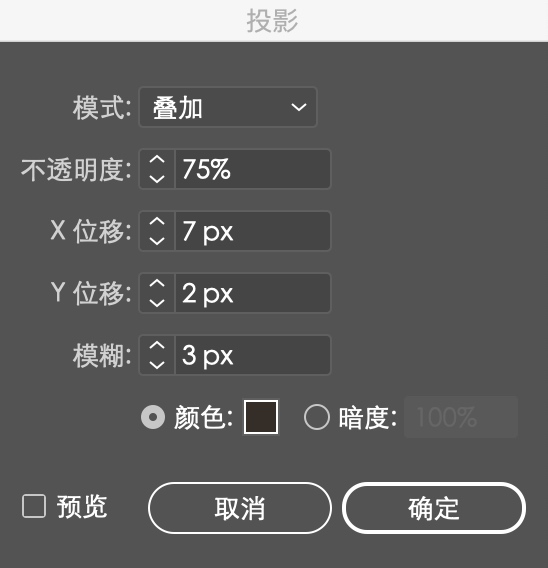 投影
模式: 叠加
不透明度: 75%
X 位移: 7 px
Y 位移: 2 px
模糊: 3 px
颜色: 暗度: 100%
预览 取消 确定